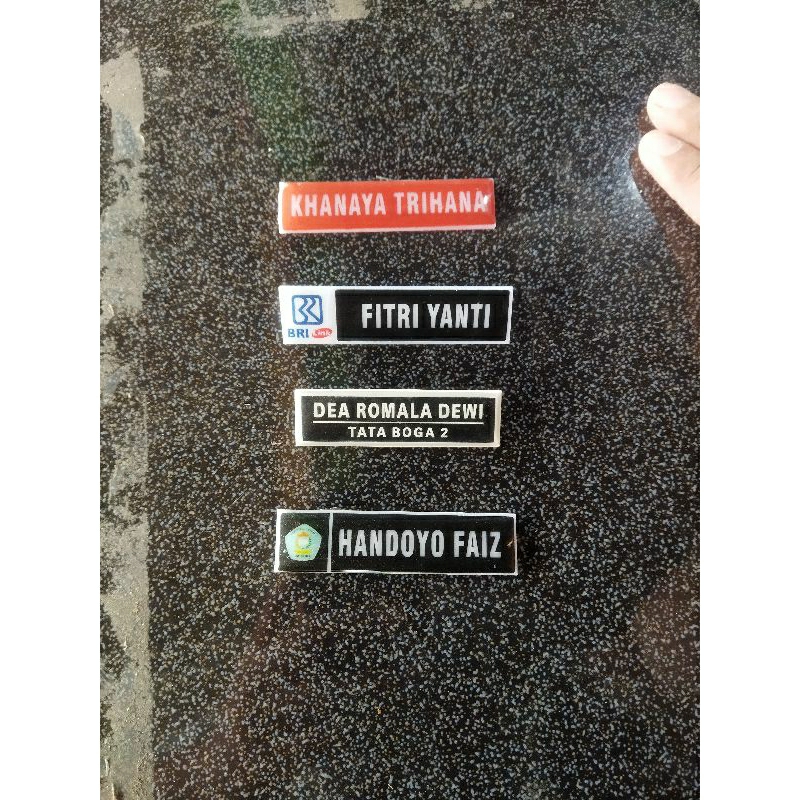 KHANAYA TRIHANA
BRI Link
FITRI YANTI
DEA ROMALA DEWI
TATA BOGA 2
HANDOYO FAIZ